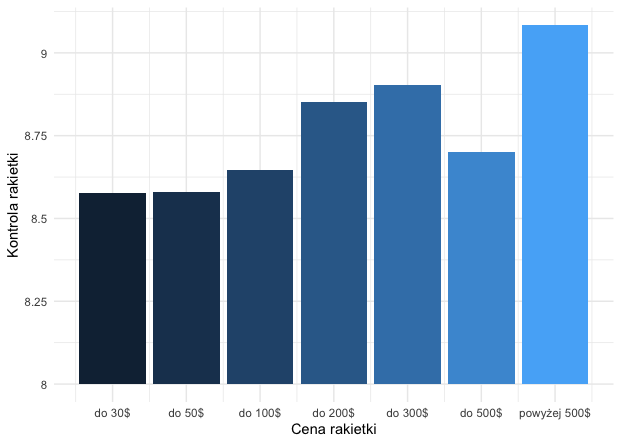 9
8.75
8.5
8.25
8
Kontrola rakietki
do 30$ do 50$ do 100$ do 200$ do 300$ do 500$ powyżej 500$
Cena rakietki